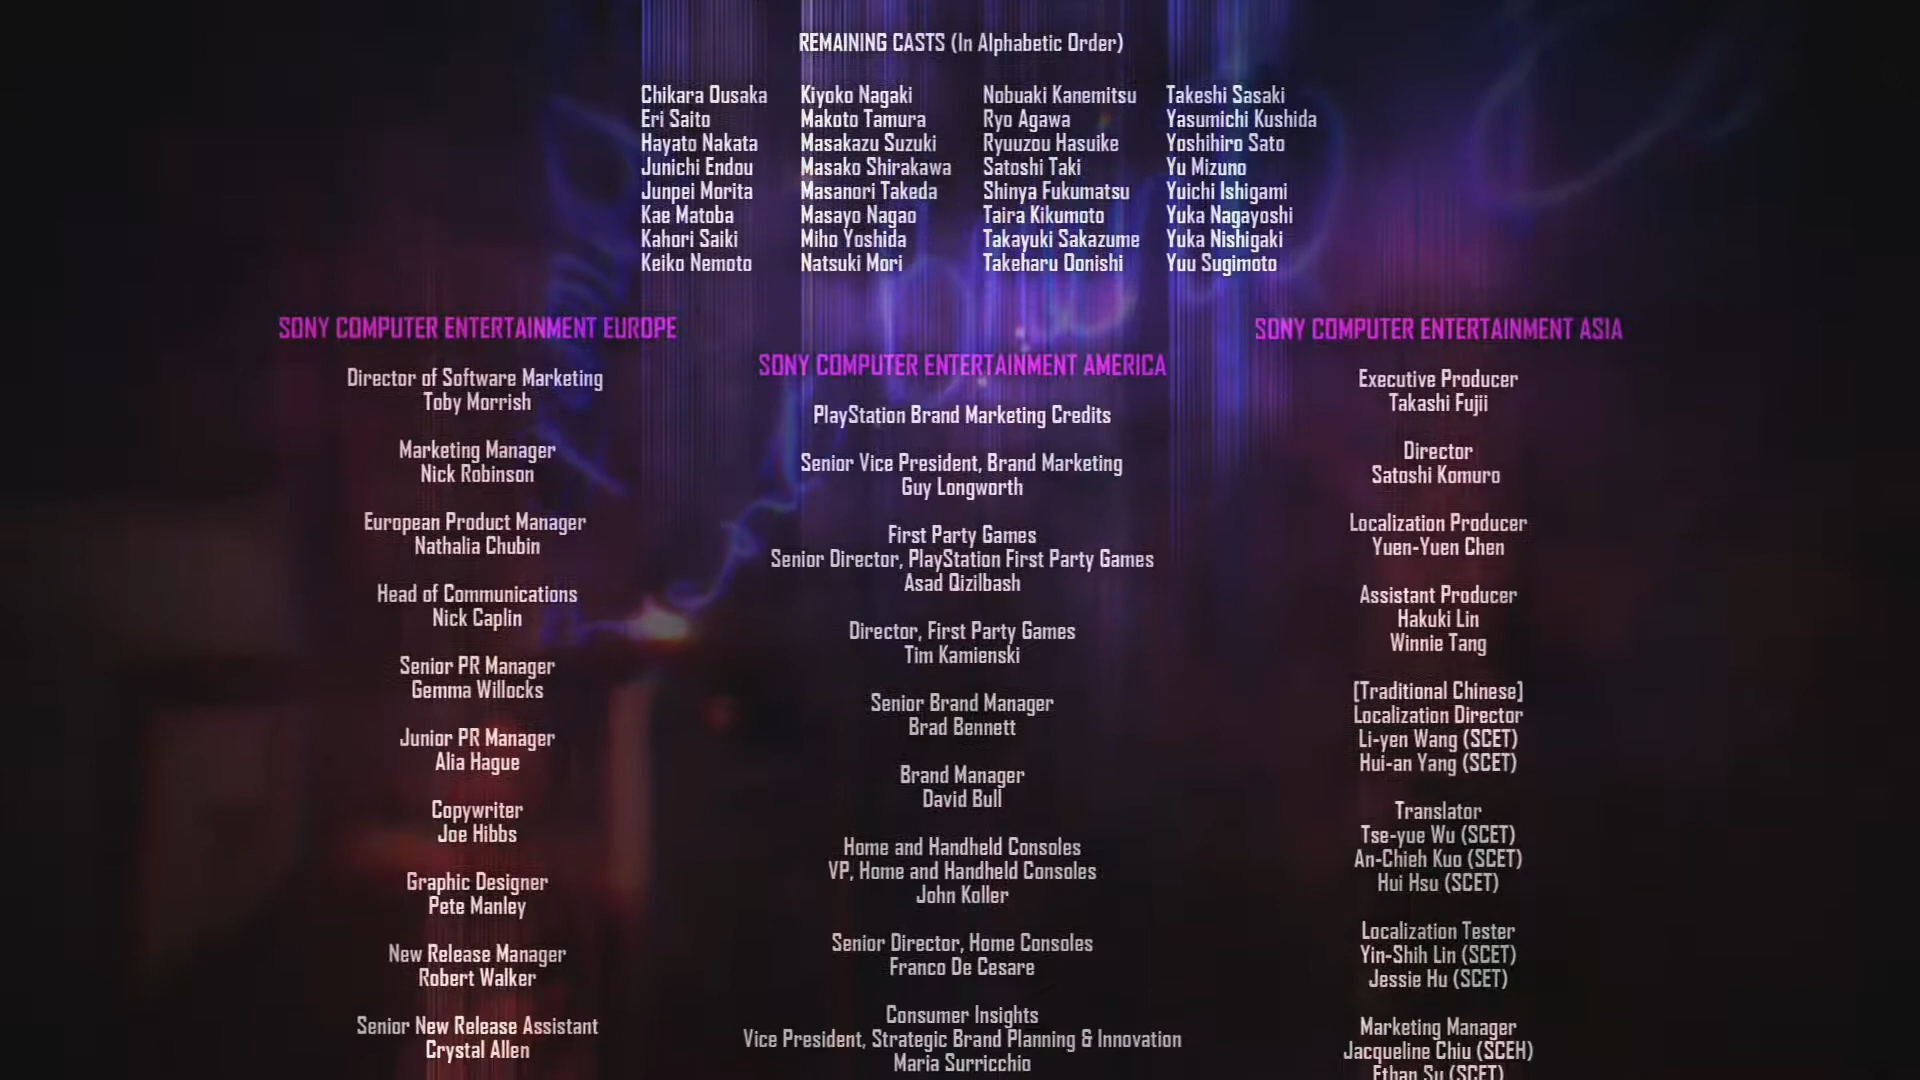 REMAINING CASTS (In Alphabetic Order)
Chikara Ousaka
Eri Saito
Hayato Nakata
Junichi Endou
Junpei Morita
Kae Matoba
Kahori Saiki
Keiko Nemoto
Kiyoko Nagaki
Makoto Tamura
Masakazu Suzuki
Masako Shirakawa
Masanori Takeda
Masayo Nagao
Miho Yoshida
Natsuki Mori
Nobuaki Kanemitsu
Ryo Agawa
Ryuuzou Hasuike
Satoshi Taki
Shinya Fukumatsu
Taira Kikumoto
Takayuki Sakazume
Takeharu Oonishi
Takeshi Sasaki
Yasumichi Kushida
Yoshihiro Sato
Yu Mizuno
Yuichi Ishigami
Yuka Nagayoshi
Yuka Nishigaki
Yuu Sugimoto
SONY COMPUTER ENTERTAINMENT EUROPE
Director of Software Marketing
Toby Morrish
Marketing Manager
Nick Robinson
European Product Manager
Nathalia Chubin
Head of Communications
Nick Caplin
Senior PR Manager
Gemma Willocks
Junior PR Manager
Alia Hague
Copywriter
Joe Hibbs
Graphic Designer
Pete Manley
New Release Manager
Robert Walker
Senior New Release Assistant
Crystal Allen
SONY COMPUTER ENTERTAINMENT AMERICA
PlayStation Brand Marketing Credits
Senior Vice President, Brand Marketing
Guy Longworth
First Party Games
Senior Director, PlayStation First Party Games
Asad Qizilbash
Director, First Party Games
Tim Kamienski
Senior Brand Manager
Brad Bennett
Brand Manager
David Bull
Home and Handheld Consoles
VP, Home and Handheld Consoles
John Koller
Senior Director, Home Consoles
Franco De Cesare
Consumer Insights
Vice President, Strategic Brand Planning & Innovation
Maria Surricchio
SONY COMPUTER ENTERTAINMENT ASIA
Executive Producer
Takashi Fujii
Director
Satoshi Komuro
Localization Producer
Yuen-Yuen Chen
Assistant Producer
Hakuki Lin
Winnie Tang
[Traditional Chinese]
Localization Director
Li-yen Wang (SCET)
Hui-an Yang (SCET)
Translator
Tse-yue Wu (SCET)
An-Chieh Kuo (SCET)
Hui Hsu (SCET)
Localization Tester
Yin-Shih Lin (SCET)
Jessie Hu (SCET)
Marketing Manager
Jacqueline Chiu (SCEH)
Ethan Su (SCET)